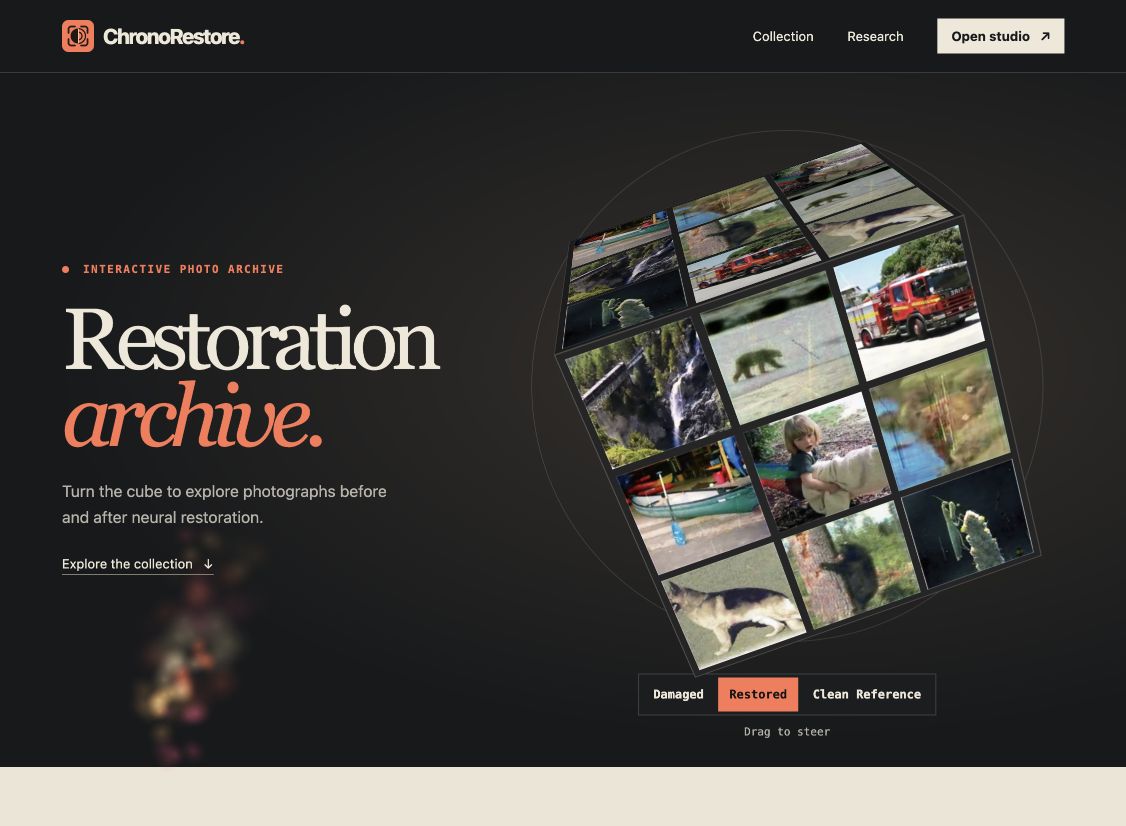 ChronoRestore.
Collection
Research
Open studio ↗
INTERACTIVE PHOTO ARCHIVE
Restoration
archive.
Turn the cube to explore photographs before
and after neural restoration.
Explore the collection ↓
Damaged
Restored
Clean Reference
Drag to steer